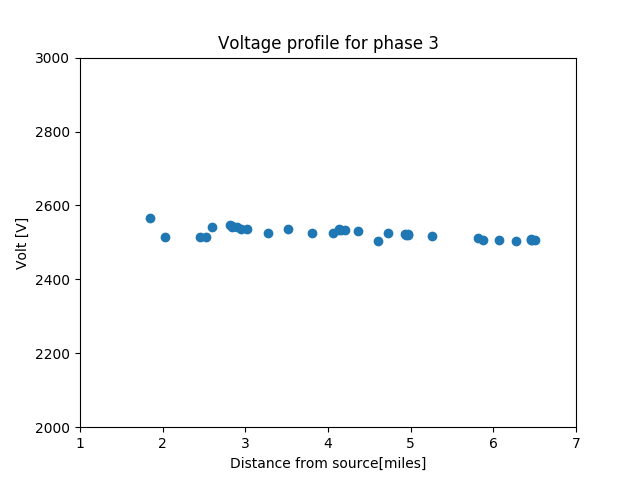 Voltage profile for phase 3
3000
2800
2600
2400
2200
2000
Volt [V]
1 2 3 4 5 6 7
Distance from source[miles]